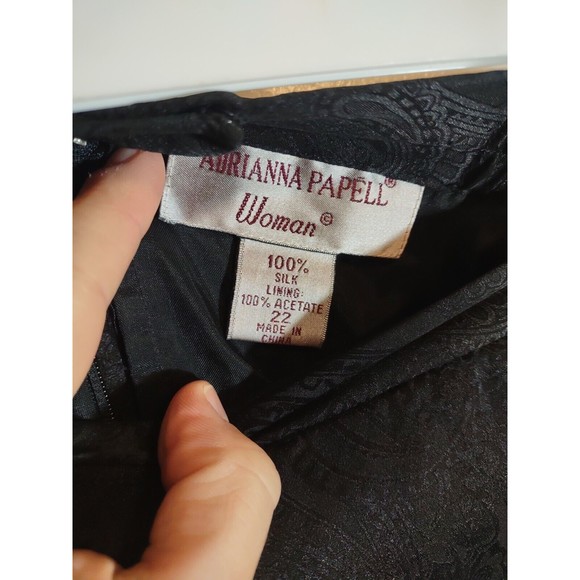 ADRIANNA PAPELL®
Woman©
100%
SILK
LINING:
100% ACETATE
22
MADE IN
CHINA